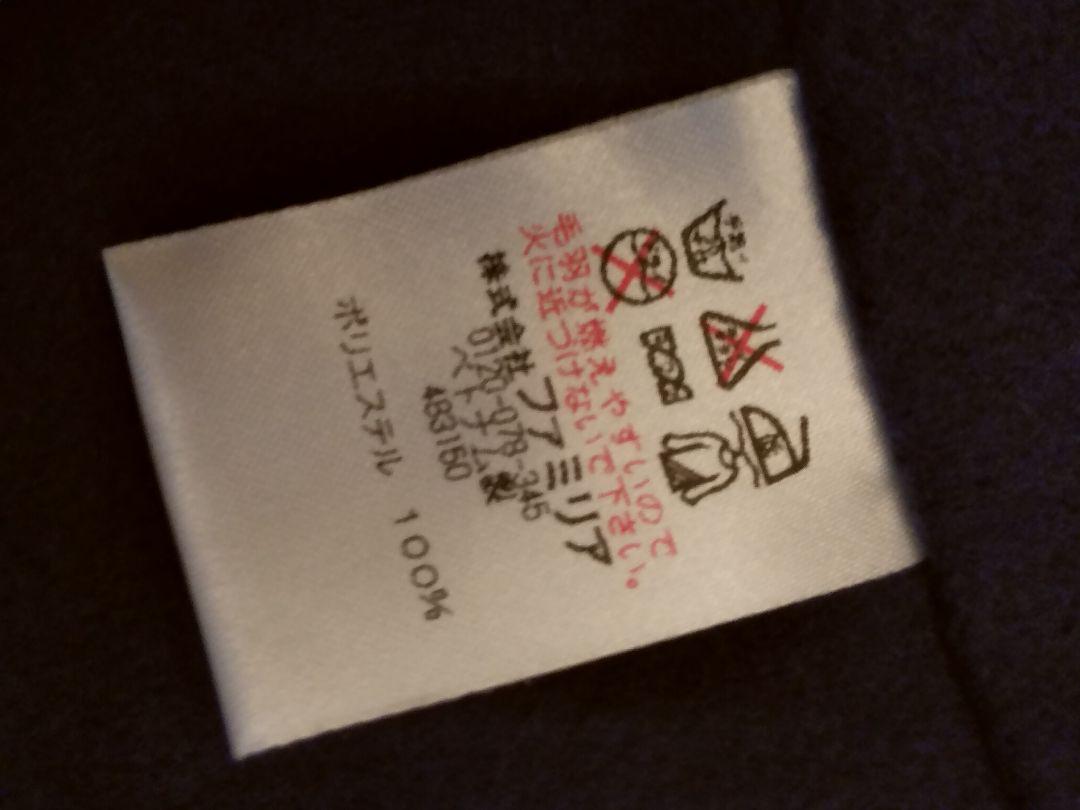 毛羽が燃えやすいので
火に近づけないで下さい。
株式会社ファミリア
0120-078-345
ベトナム製
483160
ポリエステル 100%